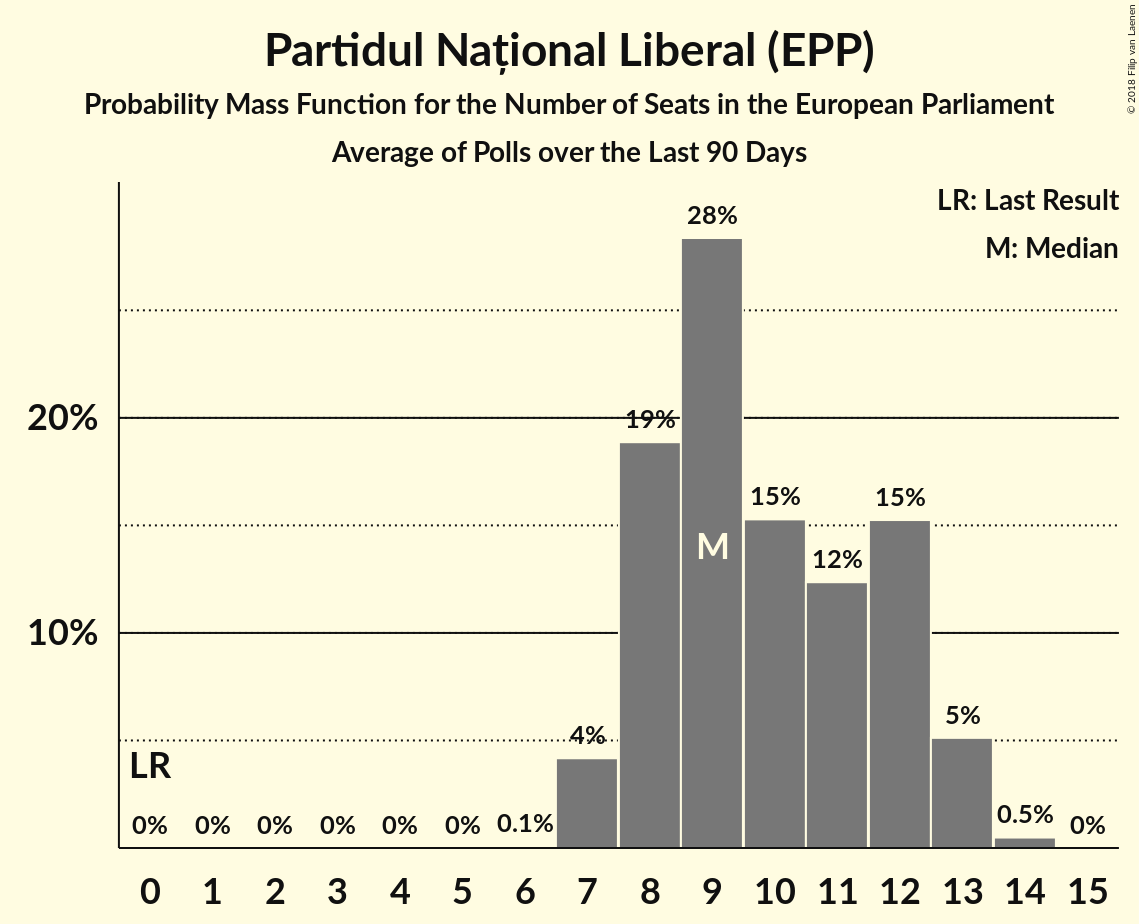 Partidul Național Liberal (EPP)
Probability Mass Function for the Number of Seats in the European Parliament
Average of Polls over the Last 90 Days
© 2018 Filip van Laenen
LR: Last Result
M: Median
28%
20%
19%
15%
15%
M
12%
10%
5%
4%
LR
0.5%
0% 0% 0% 0% 0% 0% 0.1% 0%
0 1 2 3 4 5 6 7 8 9 10 11 12 13 14 15